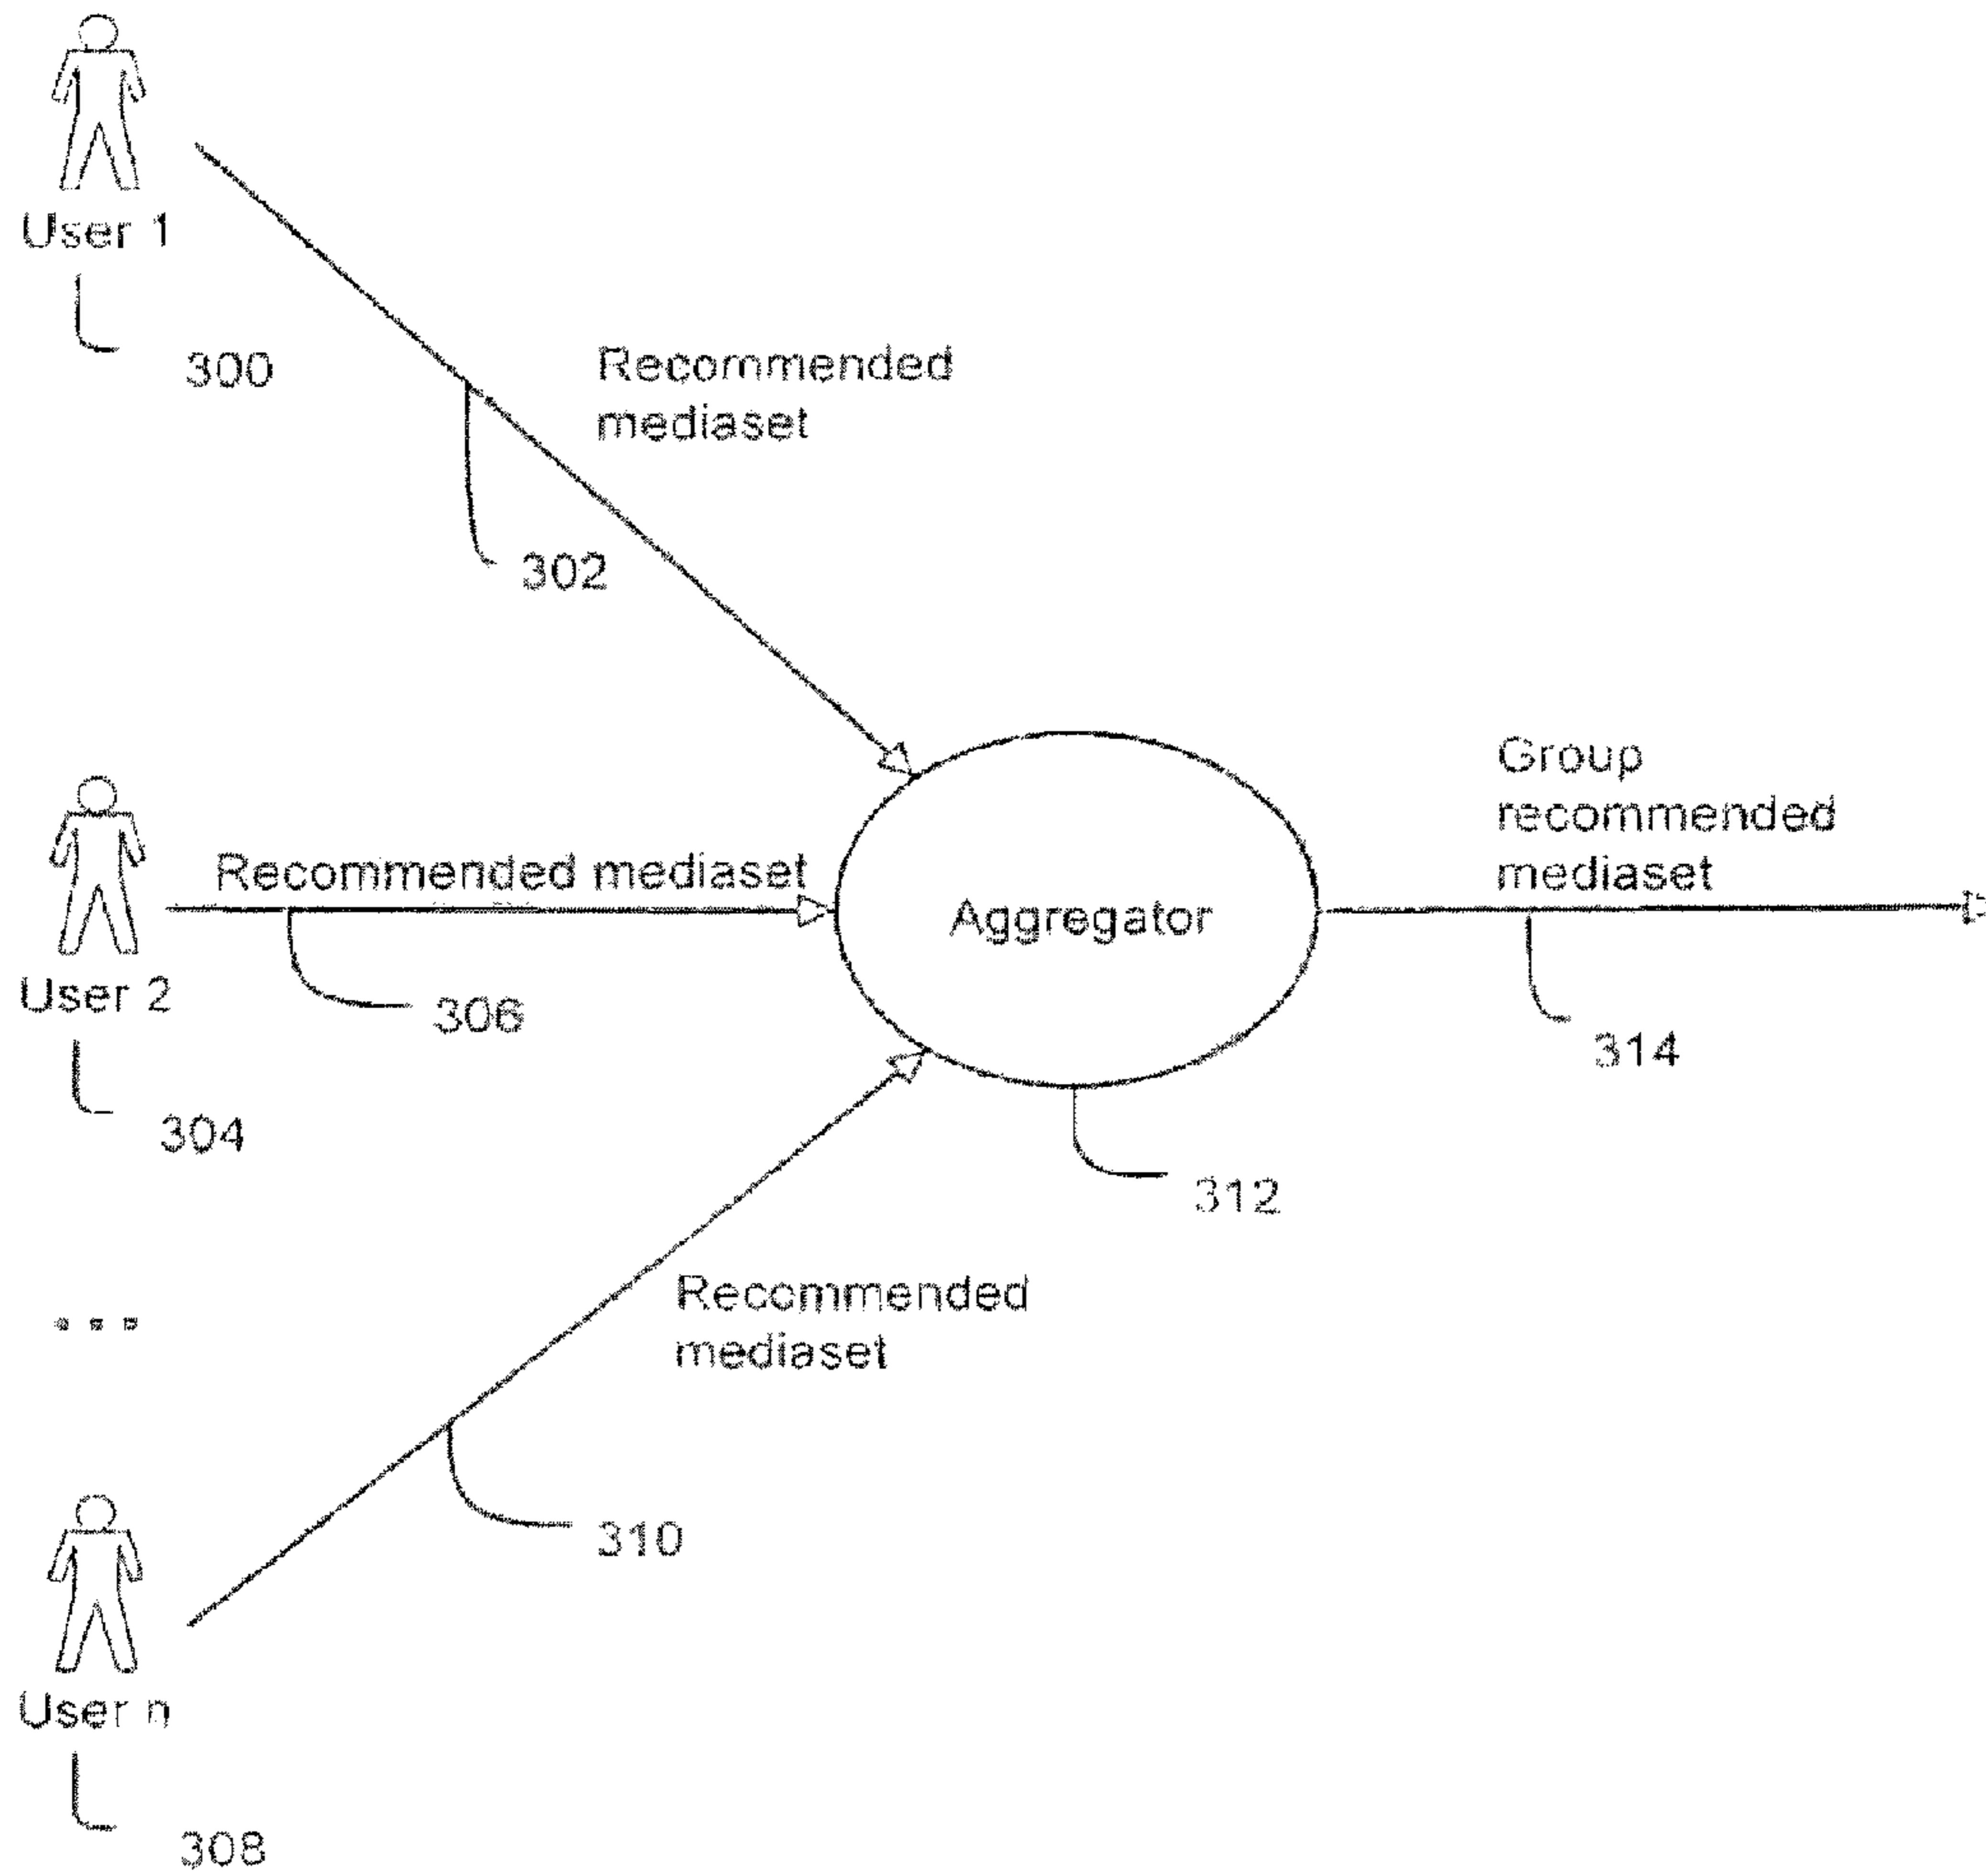 User 1
300
Recommended
mediaset
302
Group
recommended
mediaset
Recommended mediaset
Aggregator
User 2
306
314
304
312
Recommended
mediaset
...
310
User n
308